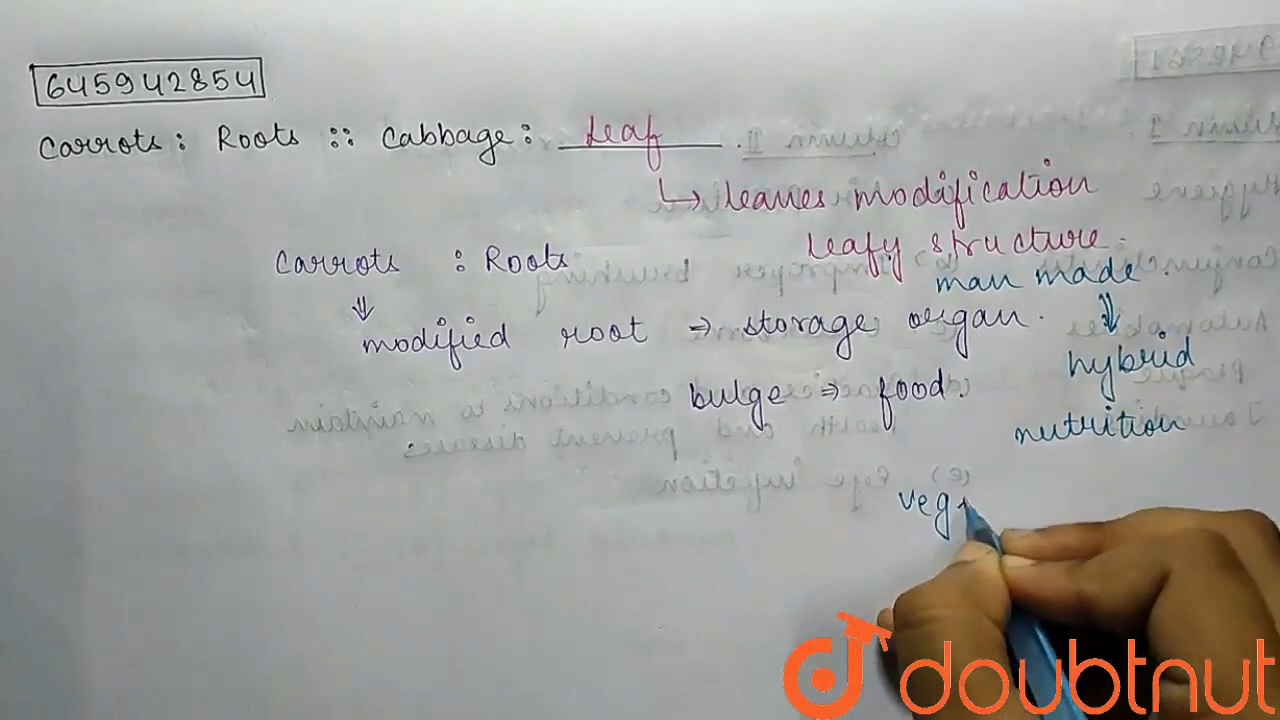 645942854
Carrots: Roots :: Cabbage: Leaf.
↳ leaves modification
leafy structure.
Carrots : Roots
man made.
modified root ⇒ storage organ.
hybrid
bulge ⇒ food.
nutrition
veg
doubtnut